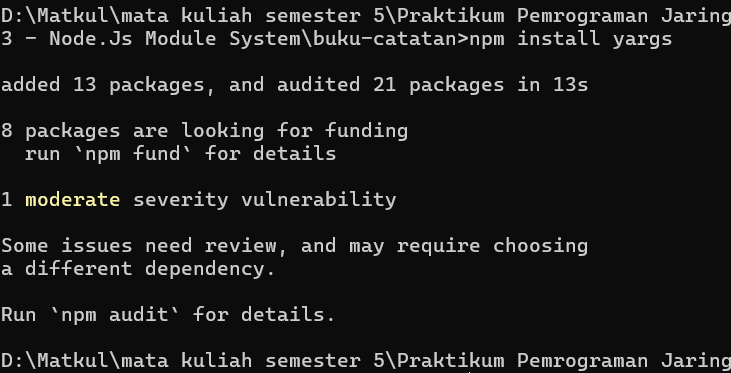 D:\Matkul\mata kuliah semester 5\Praktikum Pemrograman Jaring
3 - Node.Js Module System\buku-catatan>npm install yargs
added 13 packages, and audited 21 packages in 13s
8 packages are looking for funding
run `npm fund` for details
1 moderate severity vulnerability
Some issues need review, and may require choosing
a different dependency.
Run `npm audit` for details.
D:\Matkul\mata kuliah semester 5\Praktikum Pemrograman Jaring